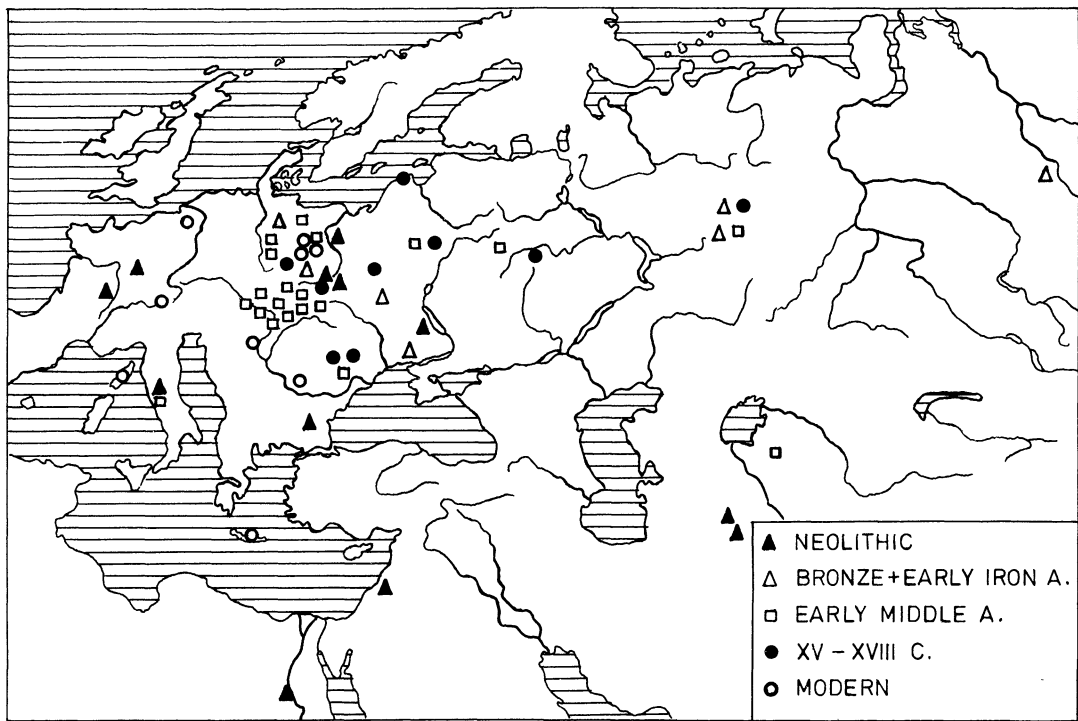 NEOLITHIC
BRONZE+EARLY IRON A.
EARLY MIDDLE A.
XV – XVIII C.
MODERN